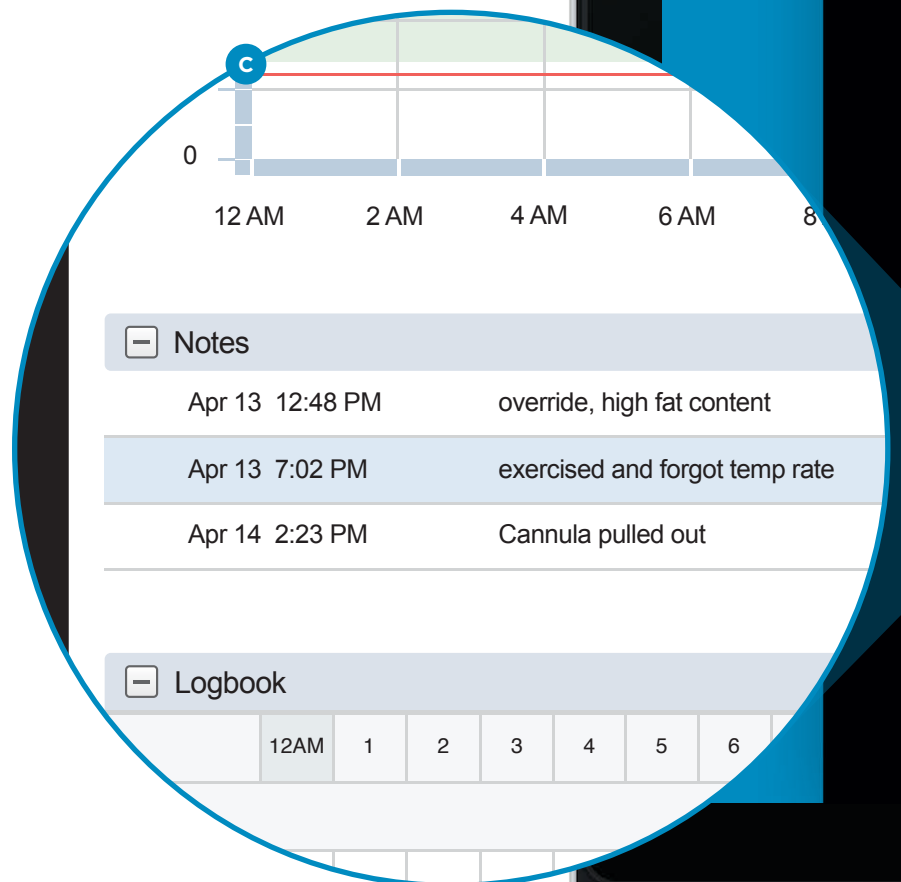 C
0
12 AM 2 AM 4 AM 6 AM 8
Notes
Apr 13 12:48 PM override, high fat content
Apr 13 7:02 PM exercised and forgot temp rate
Apr 14 2:23 PM Cannula pulled out
Logbook
12AM 1 2 3 4 5 6